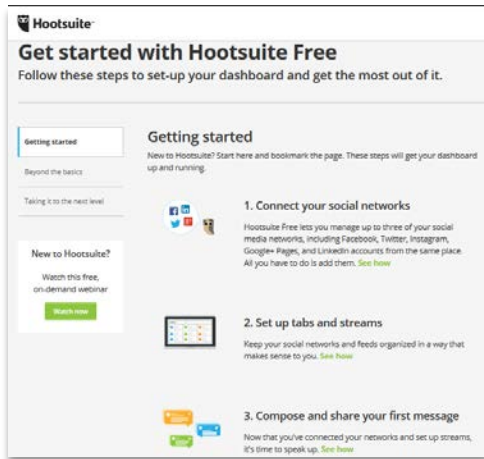 Hootsuite
Get started with Hootsuite Free
Follow these steps to set-up your dashboard and get the most out of it.
Getting started
Beyond the basics
Taking it to the next level
New to Hootsuite?
Watch this free,
on-demand webinar
Watch now
Getting started
New to Hootsuite? Start here and bookmark the page. These steps will get your dashboard
up and running.
1. Connect your social networks
Hootsuite Free lets you manage up to three of your social
media networks, including Facebook, Twitter, Instagram,
Google+ Pages, and LinkedIn accounts from the same place.
All you have to do is add them. See how
2. Set up tabs and streams
Keep your social networks and feeds organized in a way that
makes sense to you. See how
3. Compose and share your first message
Now that you've connected your networks and set up streams,
it's time to speak up. See how